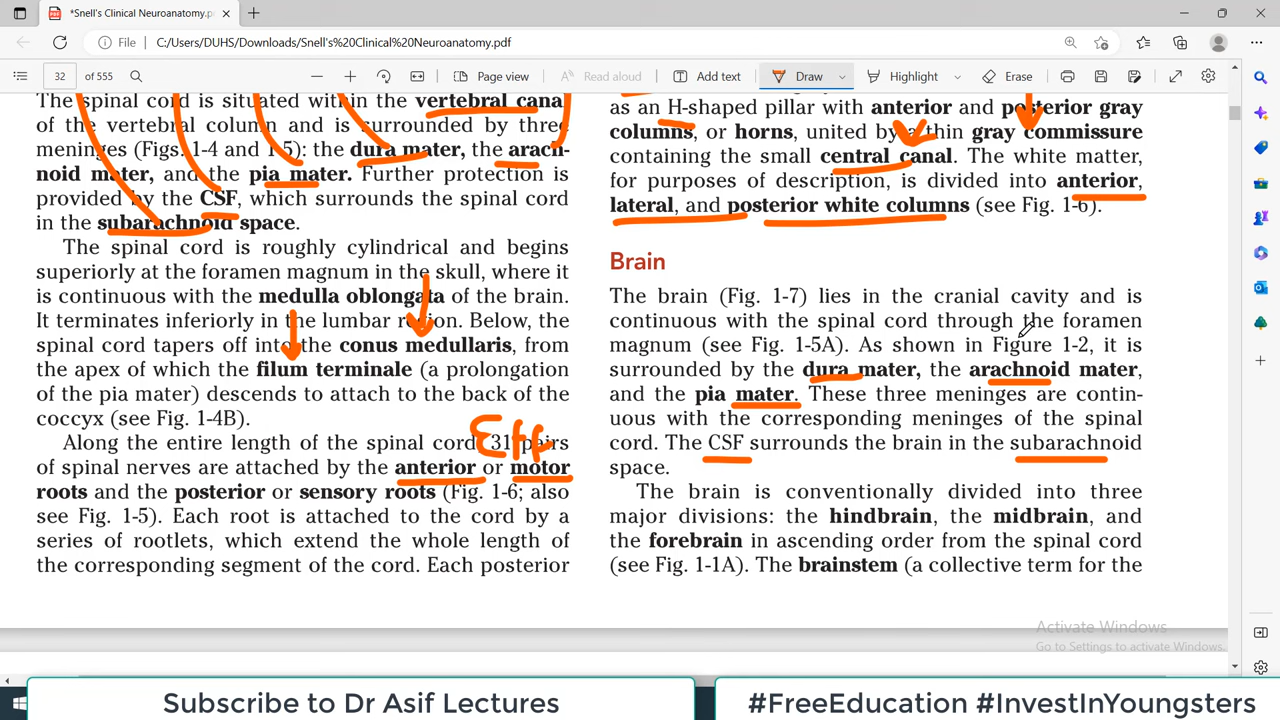 *Snell's Clinical Neuroanatomy.p
File
C:/Users/DUHS/Downloads/Snell's%20Clinical%20Neuroanatomy.pdf
32 of 555
Page view
Read aloud
Add text
Draw
Highlight
Erase
The spinal cord is situated within the vertebral canal
of the vertebral column and is surrounded by three
meninges (Figs. 1-4 and 1-5): the dura mater, the arach-
noid mater, and the pia mater. Further protection is
provided by the CSF, which surrounds the spinal cord
in the subarachnoid space.
The spinal cord is roughly cylindrical and begins
superiorly at the foramen magnum in the skull, where it
is continuous with the medulla oblongata of the brain.
It terminates inferiorly in the lumbar region. Below, the
spinal cord tapers off into the conus medullaris, from
the apex of which the filum terminale (a prolongation
of the pia mater) descends to attach to the back of the
coccyx (see Fig. 1-4B).
Eff
Along the entire length of the spinal cord 31 pairs
of spinal nerves are attached by the anterior or motor
roots and the posterior or sensory roots (Fig. 1-6; also
see Fig. 1-5). Each root is attached to the cord by a
series of rootlets, which extend the whole length of
the corresponding segment of the cord. Each posterior
as an H-shaped pillar with anterior and posterior gray
columns, or horns, united by a thin gray commissure
containing the small central canal. The white matter,
for purposes of description, is divided into anterior,
lateral, and posterior white columns (see Fig. 1-6).
Brain
The brain (Fig. 1-7) lies in the cranial cavity and is
continuous with the spinal cord through the foramen
magnum (see Fig. 1-5A). As shown in Figure 1-2, it is
surrounded by the dura mater, the arachnoid mater,
and the pia mater. These three meninges are contin-
uous with the corresponding meninges of the spinal
cord. The CSF surrounds the brain in the subarachnoid
space.
The brain is conventionally divided into three
major divisions: the hindbrain, the midbrain, and
the forebrain in ascending order from the spinal cord
(see Fig. 1-1A). The brainstem (a collective term for the
Activate Windows
Go to Settings to activate Windows.
Subscribe to Dr Asif Lectures
#FreeEducation #InvestInYoungsters